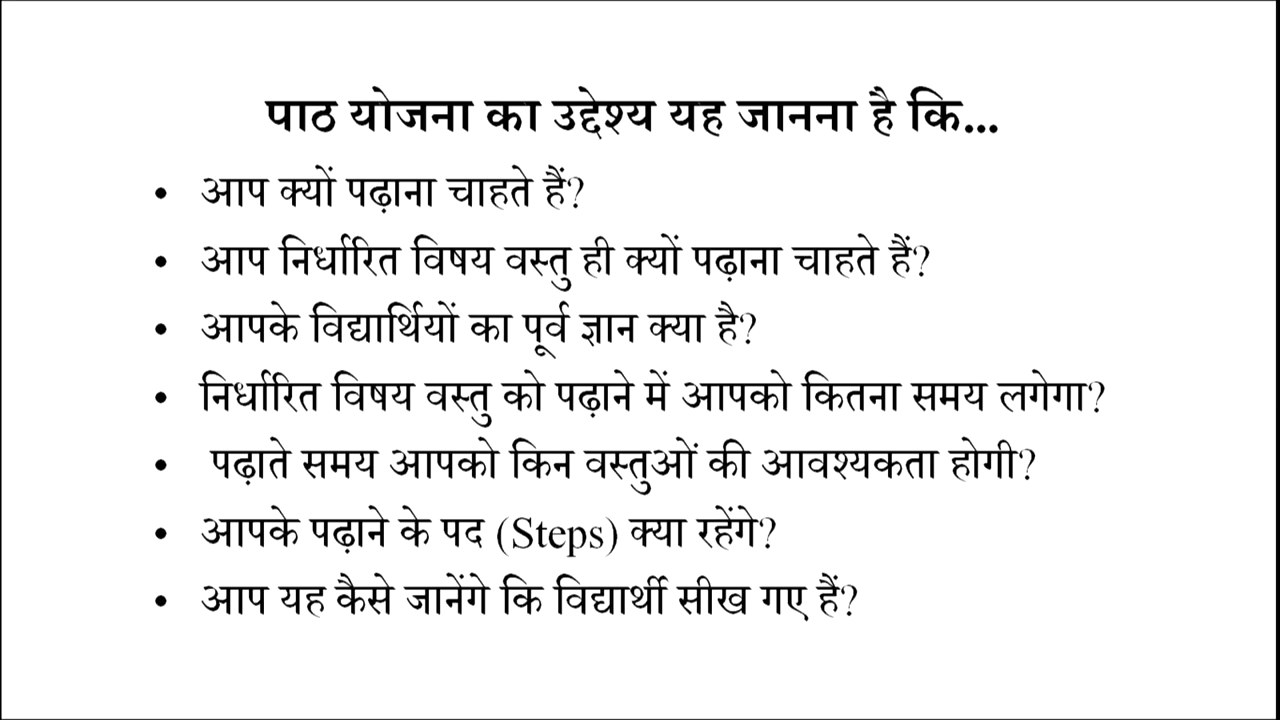 पाठ योजना का उद्देश्य यह जानना है कि...
• आप क्यों पढ़ाना चाहते हैं?
• आप निर्धारित विषय वस्तु ही क्यों पढ़ाना चाहते हैं?
• आपके विद्यार्थियों का पूर्व ज्ञान क्या है?
• निर्धारित विषय वस्तु को पढ़ाने में आपको कितना समय लगेगा?
• पढ़ाते समय आपको किन वस्तुओं की आवश्यकता होगी?
• आपके पढ़ाने के पद (Steps) क्या रहेंगे?
• आप यह कैसे जानेंगे कि विद्यार्थी सीख गए हैं?